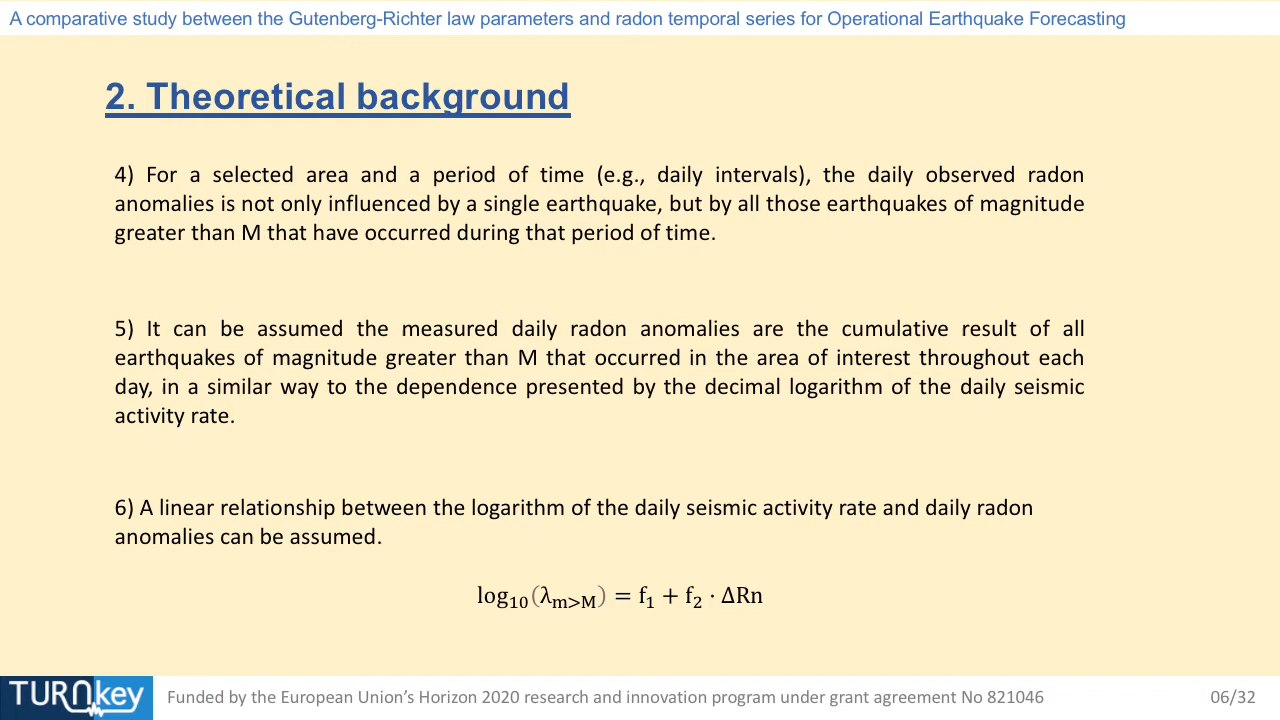 A comparative study between the Gutenberg-Richter law parameters and radon temporal series for Operational Earthquake Forecasting
2. Theoretical background
4) For a selected area and a period of time (e.g., daily intervals), the daily observed radon
anomalies is not only influenced by a single earthquake, but by all those earthquakes of magnitude
greater than M that have occurred during that period of time.
5) It can be assumed the measured daily radon anomalies are the cumulative result of all
earthquakes of magnitude greater than M that occurred in the area of interest throughout each
day, in a similar way to the dependence presented by the decimal logarithm of the daily seismic
activity rate.
6) A linear relationship between the logarithm of the daily seismic activity rate and daily radon
anomalies can be assumed.
log₁₀(λ_m>M) = f₁ + f₂ · ΔRn
TURNkey
Funded by the European Union’s Horizon 2020 research and innovation program under grant agreement No 821046
06/32